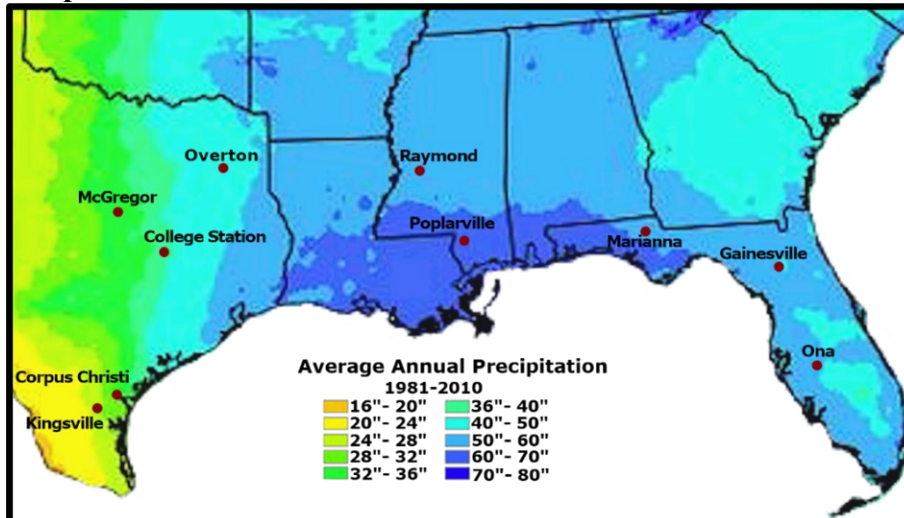 Overton
Raymond
McGregor
Poplarville
College Station
Marianna
Gainesville
Ona
Average Annual Precipitation
1981-2010
Corpus Christi
Kingsville
16"- 20" 36"- 40"
20"- 24" 40"- 50"
24"- 28" 50"- 60"
28"- 32" 60"- 70"
32"- 36" 70"- 80"